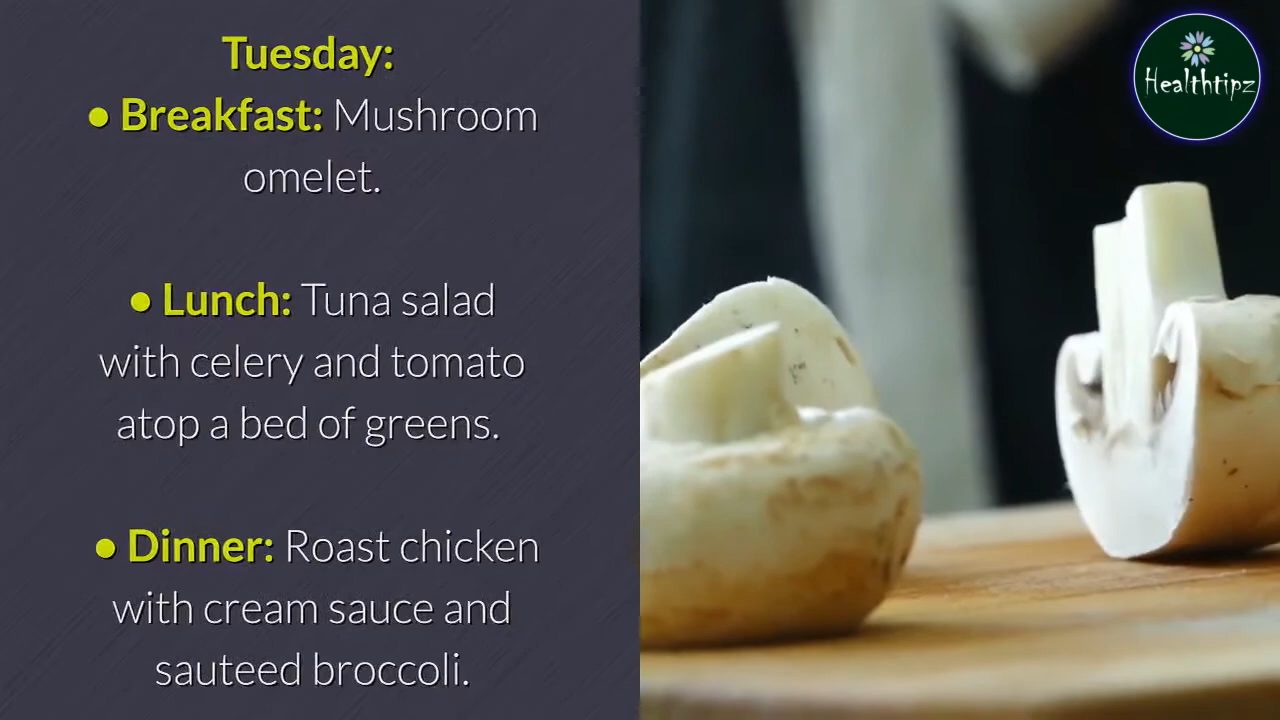 Tuesday:
• Breakfast: Mushroom
omelet.
• Lunch: Tuna salad
with celery and tomato
atop a bed of greens.
• Dinner: Roast chicken
with cream sauce and
sauteed broccoli.
Healthtipz